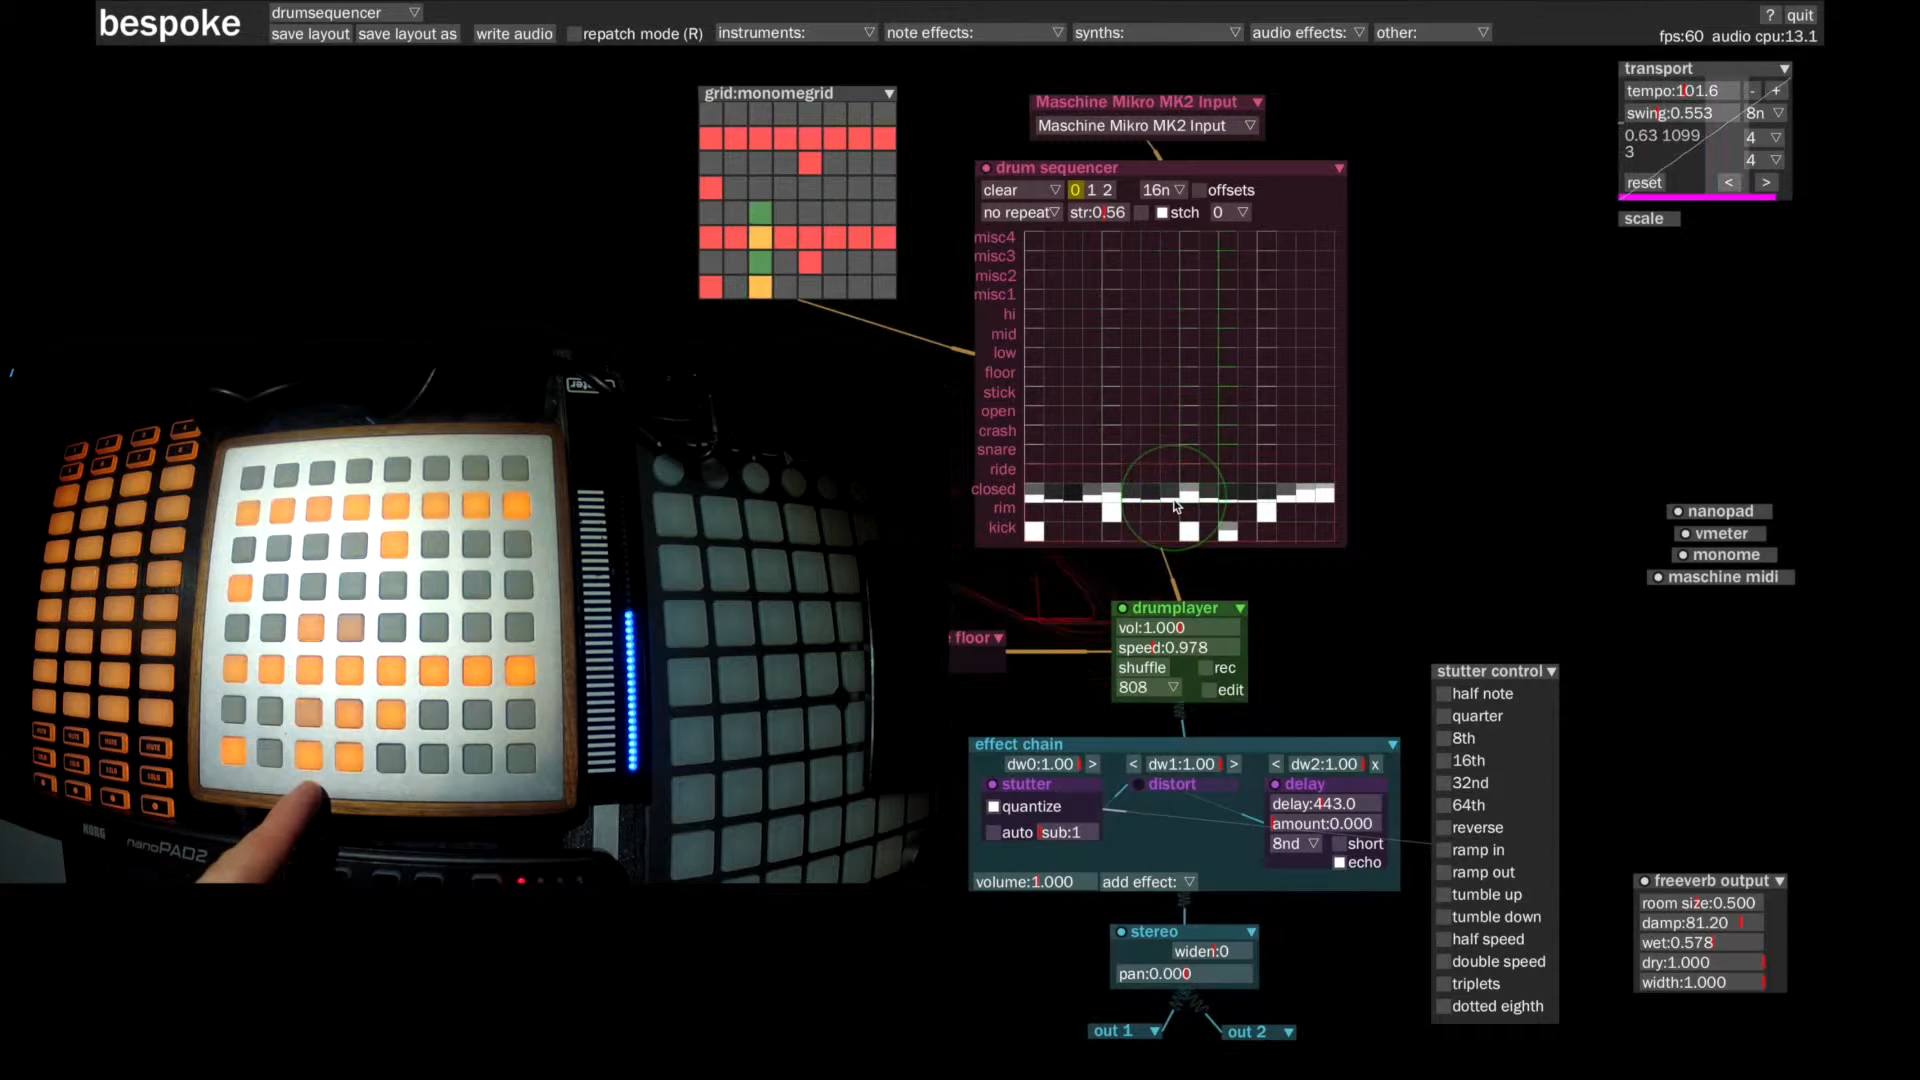 bespoke
drumsequencer
save layout save layout as write audio repatch mode (R) instruments: note effects: synths: audio effects: other:
? quit
fps:60 audio cpu:13.1
transport
tempo:101.6 - +
swing:0.553 8n
0.63 1099 4
3 4
reset < >
scale
grid:monomegrid
Maschine Mikro MK2 Input
Maschine Mikro MK2 Input
drum sequencer
clear 0 1 2 16n offsets
no repeat str:0.56 stch 0
misc4
misc3
misc2
misc1
hi
mid
low
floor
stick
open
crash
snare
ride
closed
rim
kick
nanopad
vmeter
monome
maschine midi
floor
drumplayer
vol:1.000
speed:0.978
shuffle rec
808 edit
effect chain
dw0:1.00 > < dw1:1.00 > < dw2:1.00 x
stutter distort delay
quantize
auto sub:1
delay:443.0
amount:0.000
8nd short
echo
volume:1.000 add effect:
stereo
widen:0
pan:0.000
out 1 out 2
stutter control
half note
quarter
8th
16th
32nd
64th
reverse
ramp in
ramp out
tumble up
tumble down
half speed
double speed
triplets
dotted eighth
freeverb output
room size:0.500
damp:81.20
wet:0.578
dry:1.000
width:1.000
KORG
nanoPAD2
MUTE MUTE MUTE MUTE
SOLO SOLO SOLO SOLO